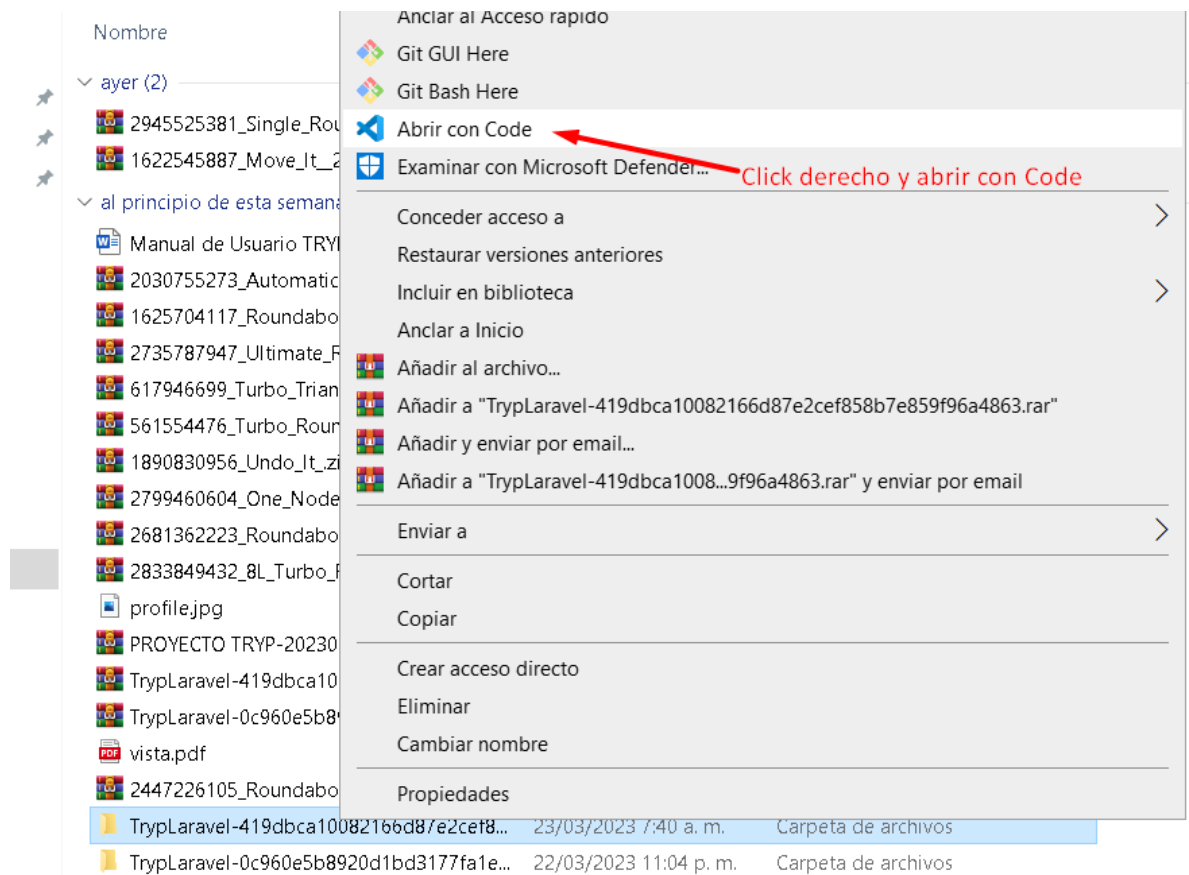 Nombre
ayer (2)
2945525381_Single_Rou
1622545887_Move_It__2
al principio de esta semana
Manual de Usuario TRY
2030755273_Automatic
1625704117_Roundabo
2735787947_Ultimate_R
617946699_Turbo_Trian
561554476_Turbo_Roun
1890830956_Undo_It_.zi
2799460604_One_Node
2681362223_Roundabo
2833849432_8L_Turbo_
profile.jpg
PROYECTO TRYP-20230
TrypLaravel-419dbca10
TrypLaravel-0c960e5b8
vista.pdf
2447226105_Roundabo
TrypLaravel-419dbca10082166d87e2cef8... 23/03/2023 7:40 a. m. Carpeta de archivos
TrypLaravel-0c960e5b8920d1bd3177fa1e... 22/03/2023 11:04 p. m. Carpeta de archivos
Anclar al Acceso rápido
Git GUI Here
Git Bash Here
Abrir con Code
Examinar con Microsoft Defender...
Click derecho y abrir con Code
Conceder acceso a
Restaurar versiones anteriores
Incluir en biblioteca
Anclar a Inicio
Añadir al archivo...
Añadir a "TrypLaravel-419dbca10082166d87e2cef858b7e859f96a4863.rar"
Añadir y enviar por email...
Añadir a "TrypLaravel-419dbca1008...9f96a4863.rar" y enviar por email
Enviar a
Cortar
Copiar
Crear acceso directo
Eliminar
Cambiar nombre
Propiedades